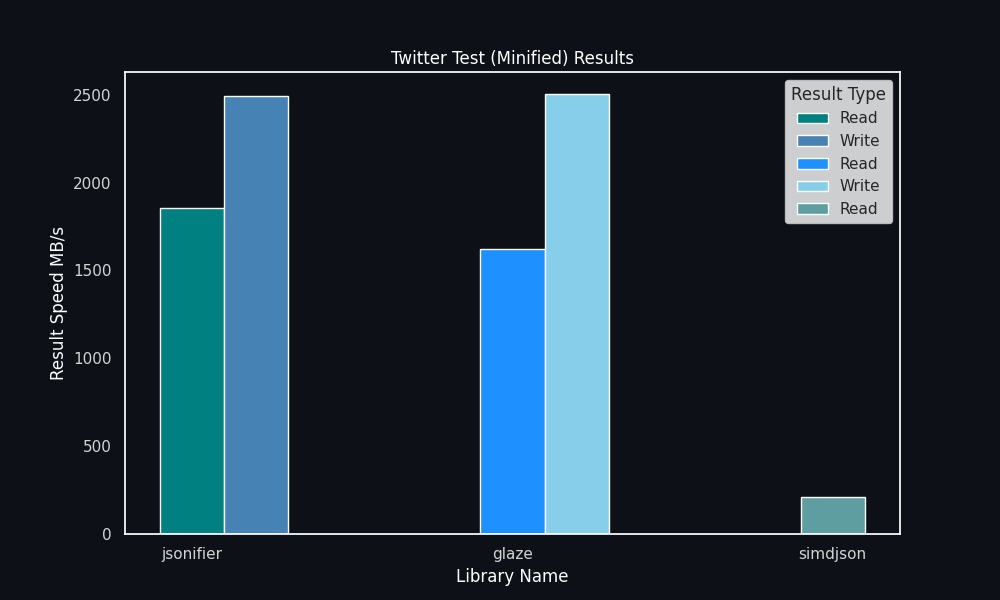 Twitter Test (Minified) Results
Result Speed MB/s
2500
2000
1500
1000
500
0
Result Type
Read
Write
Read
Write
Read
jsonifier
glaze
simdjson
Library Name